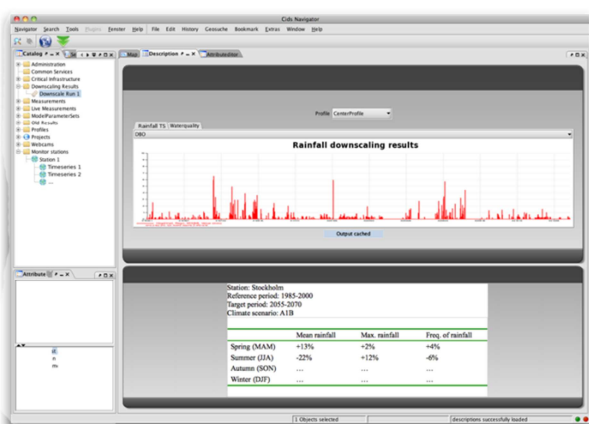 Cids Navigator
Navigator Search Tools Plugins Fenster Help File Edit History Geosuche Bookmark Extras Window Help
Catalog
Map Description AttributeEditor
Administration
Common Services
Critical Infrastructure
Downscaling Results
Downscale Run 1
Measurements
Live Measurements
ModelParameterSets
Old Results
Profiles
Projects
Webcams
Monitor stations
Station 1
Timeseries 1
Timeseries 2
...
Profile CenterProfile
Rainfall TS Waterquality
Rainfall downscaling results
Output cached
Attribute
Station: Stockholm
Reference period: 1985-2000
Target period: 2055-2070
Climate scenario: A1B
Mean rainfall Max. rainfall Freq. of rainfall
Spring (MAM) +13% +2% +4%
Summer (JJA) -22% +12% -6%
Autumn (SON) ... ... ...
Winter (DJF) ... ... ...
1 Objects selected descriptions successfully loaded